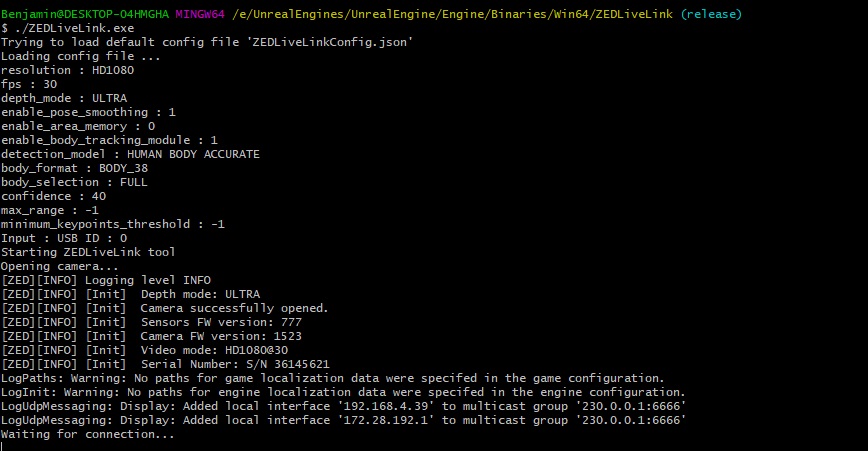 Benjamin@DESKTOP-O4HMGHA MINGW64 /e/UnrealEngines/UnrealEngine/Engine/Binaries/Win64/ZEDLiveLink (release)
$ ./ZEDLiveLink.exe
Trying to load default config file 'ZEDLiveLinkConfig.json'
Loading config file ...
resolution : HD1080
fps : 30
depth_mode : ULTRA
enable_pose_smoothing : 1
enable_area_memory : 0
enable_body_tracking_module : 1
detection_model : HUMAN BODY ACCURATE
body_format : BODY_38
body_selection : FULL
confidence : 40
max_range : -1
minimum_keypoints_threshold : -1
Input : USB ID : 0
Starting ZEDLiveLink tool
Opening camera...
[ZED][INFO] Logging level INFO
[ZED][INFO] [Init]  Depth mode: ULTRA
[ZED][INFO] [Init]  Camera successfully opened.
[ZED][INFO] [Init]  Sensors FW version: 777
[ZED][INFO] [Init]  Camera FW version: 1523
[ZED][INFO] [Init]  Video mode: HD1080@30
[ZED][INFO] [Init]  Serial Number: S/N 36145621
LogPaths: Warning: No paths for game localization data were specifed in the game configuration.
LogInit: Warning: No paths for engine localization data were specifed in the engine configuration.
LogUdpMessaging: Display: Added local interface '192.168.4.39' to multicast group '230.0.0.1:6666'
LogUdpMessaging: Display: Added local interface '172.28.192.1' to multicast group '230.0.0.1:6666'
Waiting for connection...